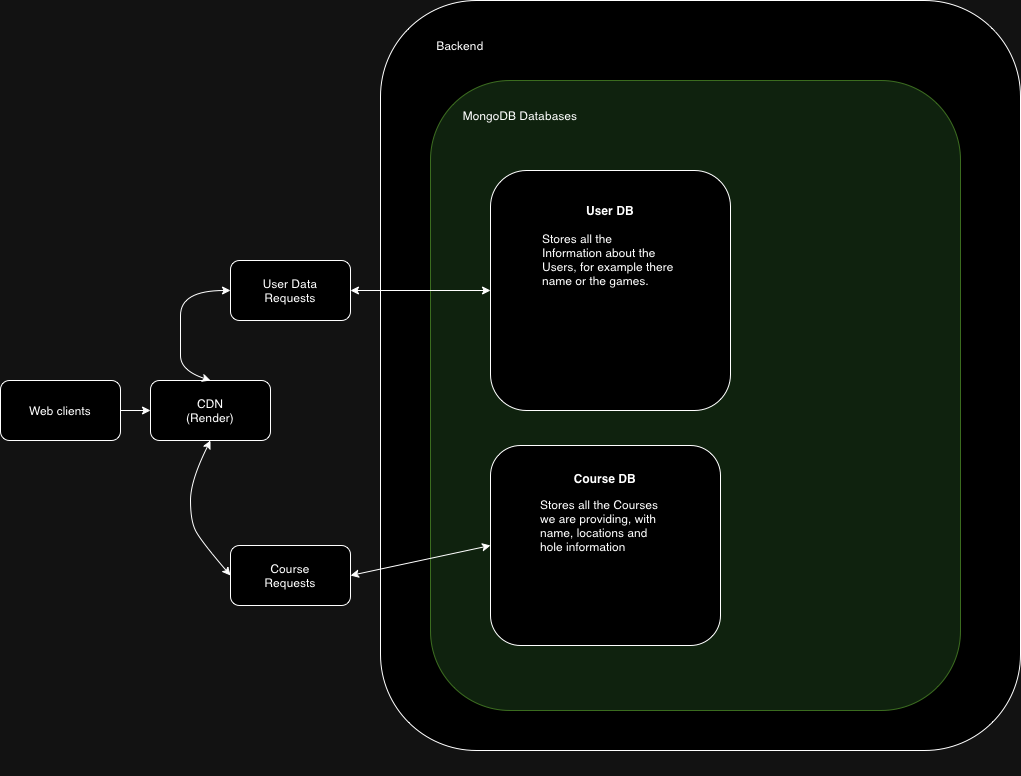 Backend
MongoDB Databases
User DB
Stores all the
Information about the
Users, for example there
name or the games.
User Data
Requests
Web clients
CDN
(Render)
Course DB
Stores all the Courses
we are providing, with
name, locations and
hole information
Course
Requests